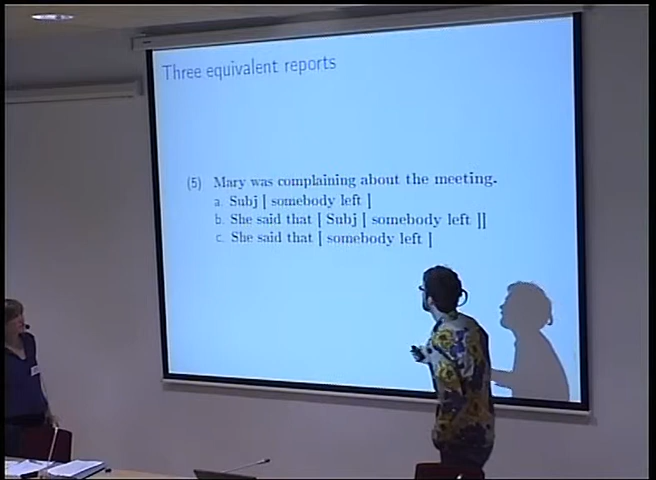 Three equivalent reports
(5) Mary was complaining about the meeting.
a. Subj [ somebody left ]
b. She said that [ Subj [ somebody left ]]
c. She said that [ somebody left ]